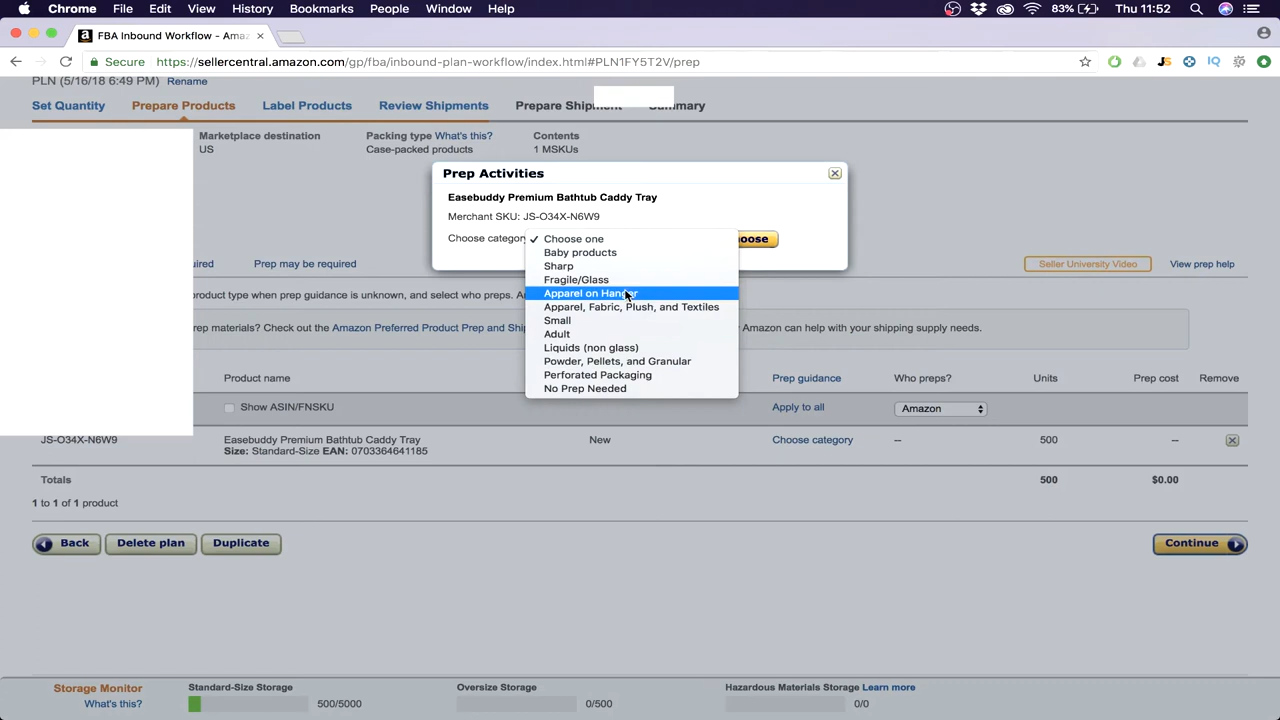 Chrome File Edit View History Bookmarks People Window Help 83% Thu 11:52
FBA Inbound Workflow - Amaz
Secure https://sellercentral.amazon.com/gp/fba/inbound-plan-workflow/index.html#PLN1FY5T2V/prep
PLN (5/16/18 6:49 PM) Rename
Set Quantity Prepare Products Label Products Review Shipments Prepare Shipment Summary
Marketplace destination Packing type What's this? Contents
US Case-packed products 1 MSKUs
Prep Activities
Easebuddy Premium Bathtub Caddy Tray
Merchant SKU: JS-O34X-N6W9
Choose category
✓ Choose one
Baby products
Sharp
Fragile/Glass
Apparel on Hanger
Apparel, Fabric, Plush, and Textiles
Small
Adult
Liquids (non glass)
Powder, Pellets, and Granular
Perforated Packaging
No Prep Needed
Prep may be required Seller University Video View prep help
product type when prep guidance is unknown, and select who preps.
prep materials? Check out the Amazon Preferred Product Prep and Amazon can help with your shipping supply needs.
Product name Prep guidance Who preps? Units Prep cost Remove
Show ASIN/FNSKU Apply to all Amazon
JS-O34X-N6W9 Easebuddy Premium Bathtub Caddy Tray New Choose category -- 500 --
Size: Standard-Size EAN: 0703364641185
Totals 500 $0.00
1 to 1 of 1 product
Back Delete plan Duplicate Continue
Storage Monitor Standard-Size Storage Oversize Storage Hazardous Materials Storage Learn more
What's this? 500/5000 0/500 0/0